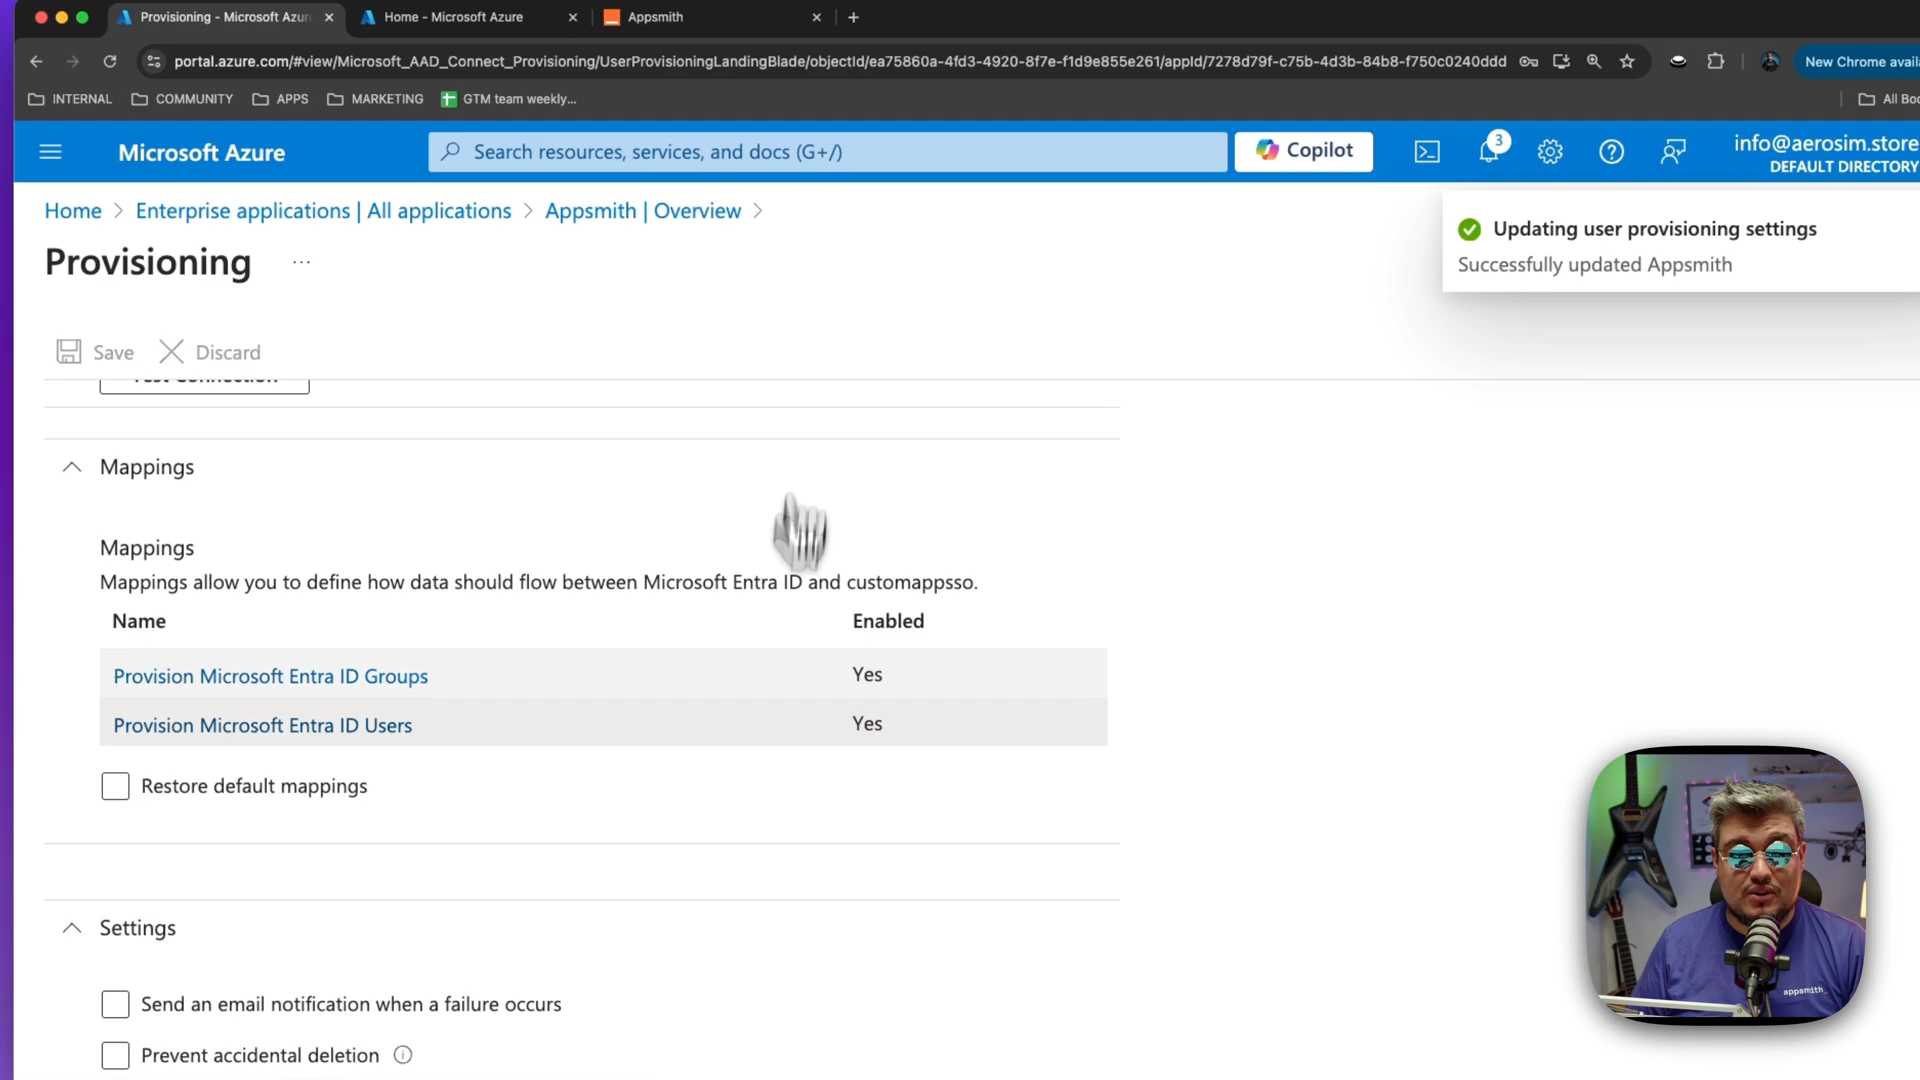 Provisioning - Microsoft Azur
Home - Microsoft Azure
Appsmith
portal.azure.com/#view/Microsoft_AAD_Connect_Provisioning/UserProvisioningLandingBlade/objectId/ea75860a-4fd3-4920-8f7e-f1d9e855e261/appId/7278d79f-c75b-4d3b-84b8-f750c0240ddd
New Chrome availa
INTERNAL
COMMUNITY
APPS
MARKETING
GTM team weekly...
All Boo
Microsoft Azure
Search resources, services, and docs (G+/)
Copilot
3
info@aerosim.store
DEFAULT DIRECTORY
Home > Enterprise applications | All applications > Appsmith | Overview >
Updating user provisioning settings
Successfully updated Appsmith
Provisioning ...
Save
Discard
Test Connection
Mappings
Mappings
Mappings allow you to define how data should flow between Microsoft Entra ID and customappsso.
Name Enabled
Provision Microsoft Entra ID Groups Yes
Provision Microsoft Entra ID Users Yes
Restore default mappings
Settings
Send an email notification when a failure occurs
Prevent accidental deletion
appsmith_